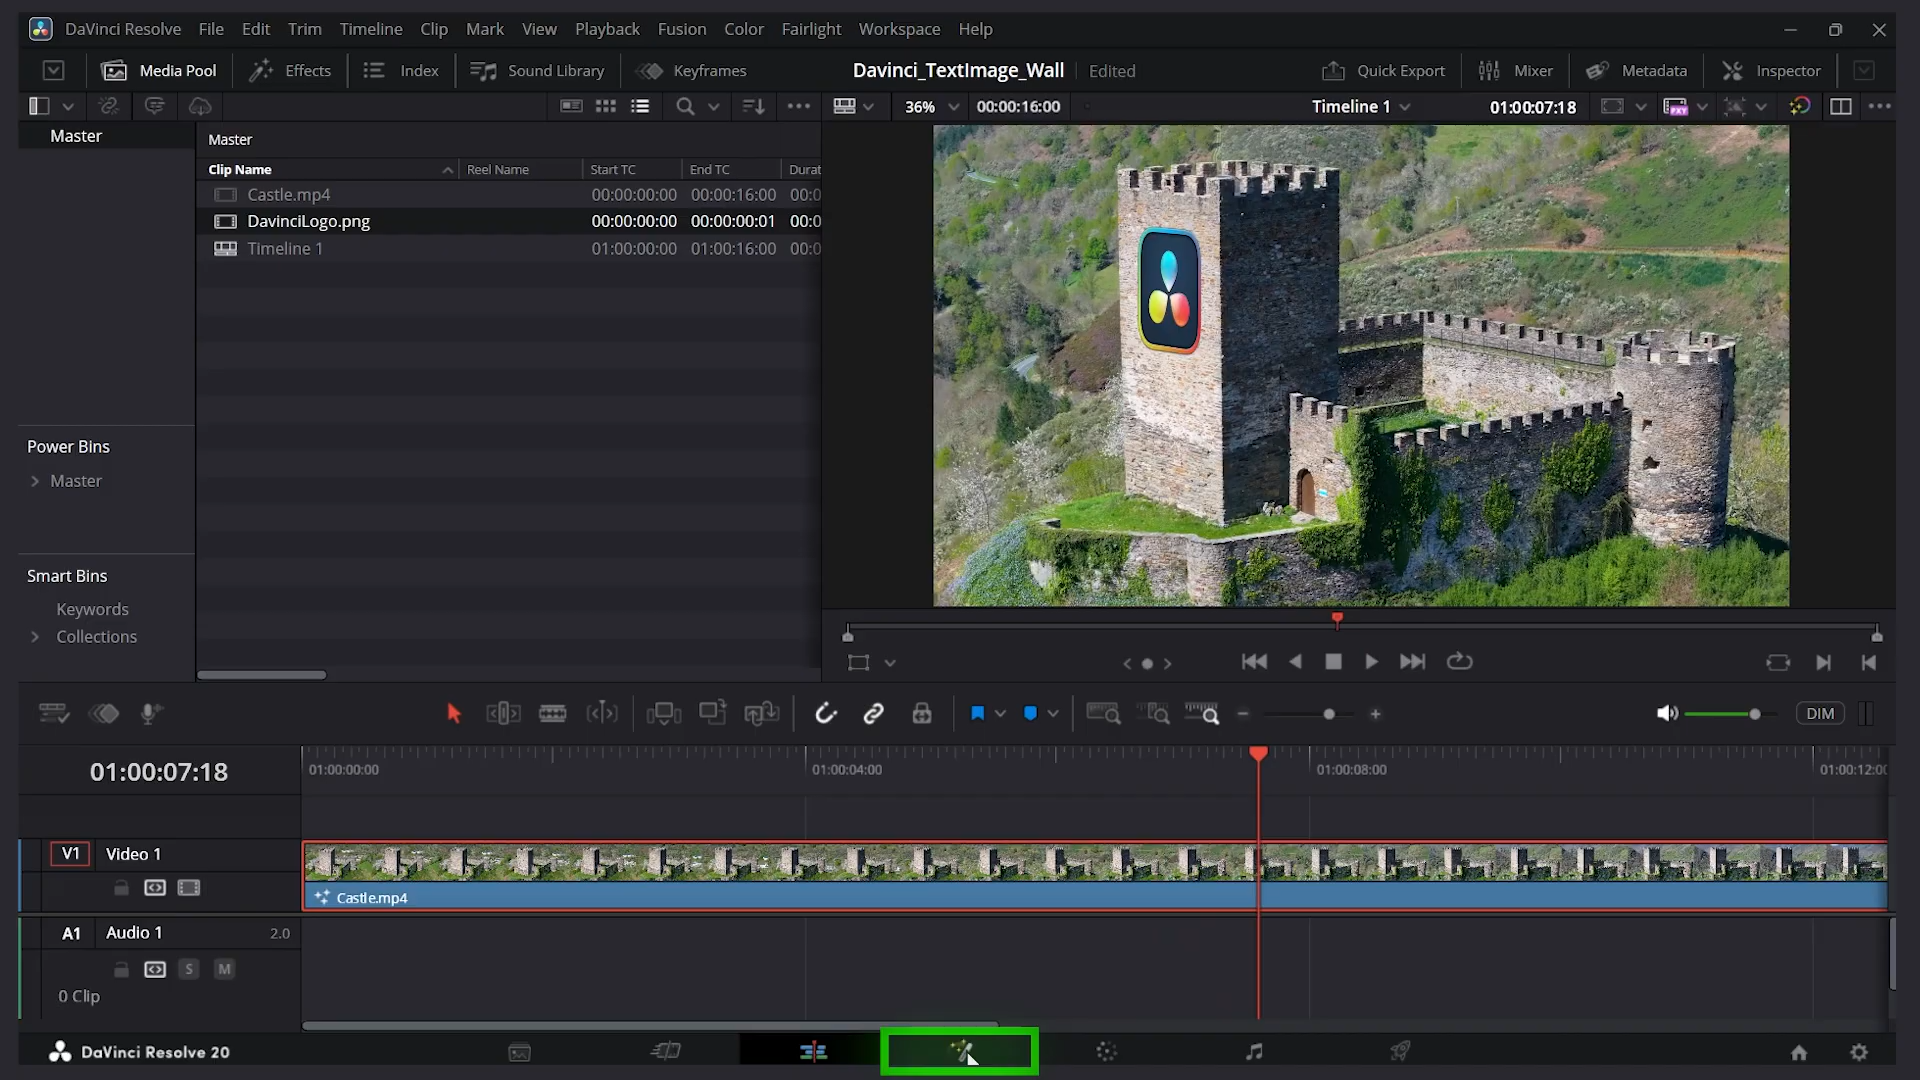 DaVinci Resolve File Edit Trim Timeline Clip Mark View Playback Fusion Color Fairlight Workspace Help
Media Pool Effects Index Sound Library Keyframes Davinci_TextImage_Wall Edited Quick Export Mixer Metadata Inspector
36% 00:00:16:00 Timeline 1 01:00:07:18
Master
Master
Clip Name Reel Name Start TC End TC Durat
Castle.mp4 00:00:00:00 00:00:16:00 00:0
DavinciLogo.png 00:00:00:00 00:00:00:01 00:0
Timeline 1 01:00:00:00 01:00:16:00 00:0
Power Bins
Master
Smart Bins
Keywords
Collections
DIM
01:00:07:18
01:00:00:00 01:00:04:00 01:00:08:00 01:00:12:00
V1 Video 1
Castle.mp4
A1 Audio 1 2.0
S M
0 Clip
DaVinci Resolve 20